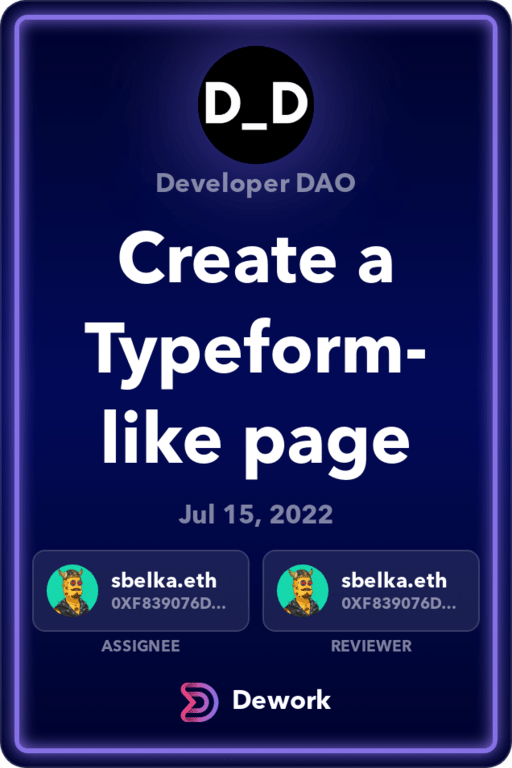 D_D
Developer DAO
Create a
Typeform-
like page
Jul 15, 2022
sbelka.eth
0XF839076D...
ASSIGNEE
sbelka.eth
0XF839076D...
REVIEWER
Dework